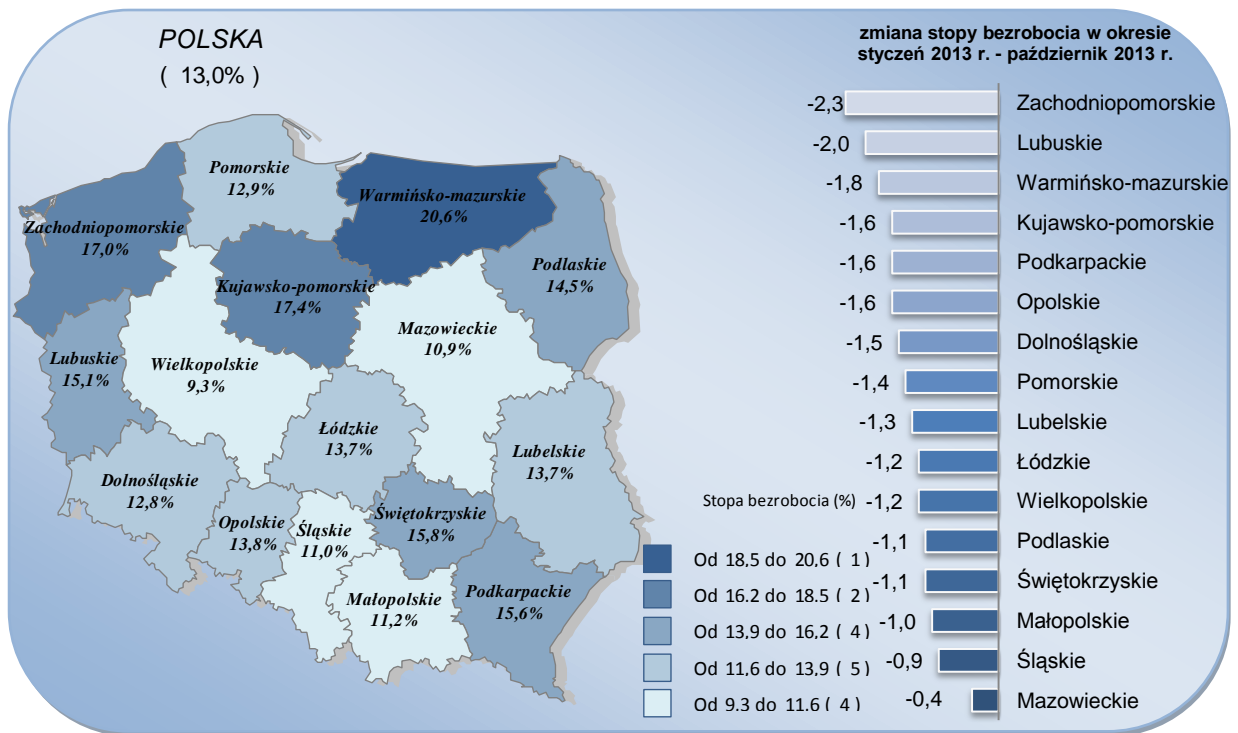 POLSKA
( 13,0% )
Pomorskie
12,9%
Warmińsko-mazurskie
20,6%
Zachodniopomorskie
17,0%
Podlaskie
14,5%
Kujawsko-pomorskie
17,4%
Mazowieckie
10,9%
Lubuskie
15,1%
Wielkopolskie
9,3%
Łódzkie
13,7%
Lubelskie
13,7%
Dolnośląskie
12,8%
Opolskie
13,8%
Śląskie
11,0%
Świętokrzyskie
15,8%
Małopolskie
11,2%
Podkarpackie
15,6%
Stopa bezrobocia (%)
Od 18.5 do 20.6 ( 1)
Od 16.2 do 18.5 ( 2)
Od 13,9 do 16,2 ( 4)
Od 11,6 do 13,9 ( 5)
Od 9.3 do 11.6 ( 4)
zmiana stopy bezrobocia w okresie
styczeń 2013 r. - październik 2013 r.
-2,3 Zachodniopomorskie
-2,0 Lubuskie
-1,8 Warmińsko-mazurskie
-1,6 Kujawsko-pomorskie
-1,6 Podkarpackie
-1,6 Opolskie
-1,5 Dolnośląskie
-1,4 Pomorskie
-1,3 Lubelskie
-1,2 Łódzkie
-1,2 Wielkopolskie
-1,1 Podlaskie
-1,1 Świętokrzyskie
-1,0 Małopolskie
-0,9 Śląskie
-0,4 Mazowieckie